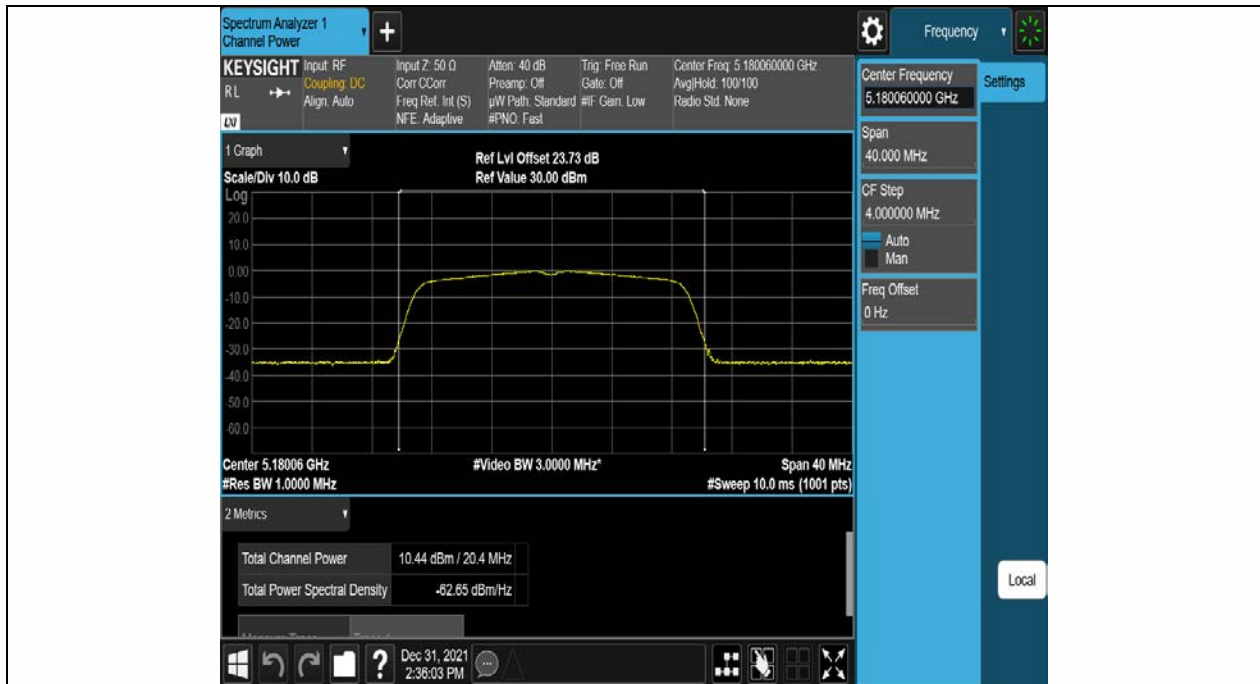 Spectrum Analyzer 1
Channel Power
+
Frequency
KEYSIGHT
RL
LXI
Input: RF
Coupling: DC
Align: Auto
Input Z: 50 Ω
Corr CCorr
Freq Ref: Int (S)
NFE: Adaptive
Atten: 40 dB
Preamp: Off
µW Path: Standard
#PNO: Fast
Trig: Free Run
Gate: Off
#IF Gain: Low
Center Freq: 5.180060000 GHz
Avg|Hold: 100/100
Radio Std: None
Center Frequency
5.180060000 GHz
Settings
Span
40.000 MHz
CF Step
4.000000 MHz
Auto
Man
Freq Offset
0 Hz
1 Graph
Ref Lvl Offset 23.73 dB
Scale/Div 10.0 dB
Ref Value 30.00 dBm
Log
20.0
10.0
0.00
-10.0
-20.0
-30.0
-40.0
-50.0
-60.0
Center 5.18006 GHz
#Video BW 3.0000 MHz*
Span 40 MHz
#Res BW 1.0000 MHz
#Sweep 10.0 ms (1001 pts)
2 Metrics
Total Channel Power 10.44 dBm / 20.4 MHz
Total Power Spectral Density -62.65 dBm/Hz
Local
?
Dec 31, 2021
2:36:03 PM